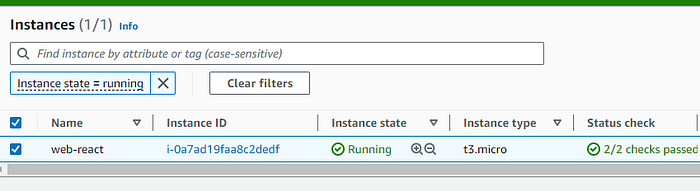 Instances (1/1) Info
Find instance by attribute or tag (case-sensitive)
Instance state = running
Clear filters
Name Instance ID Instance state Instance type Status check
web-react i-0a7ad19faa8c2dedf Running t3.micro 2/2 checks passed